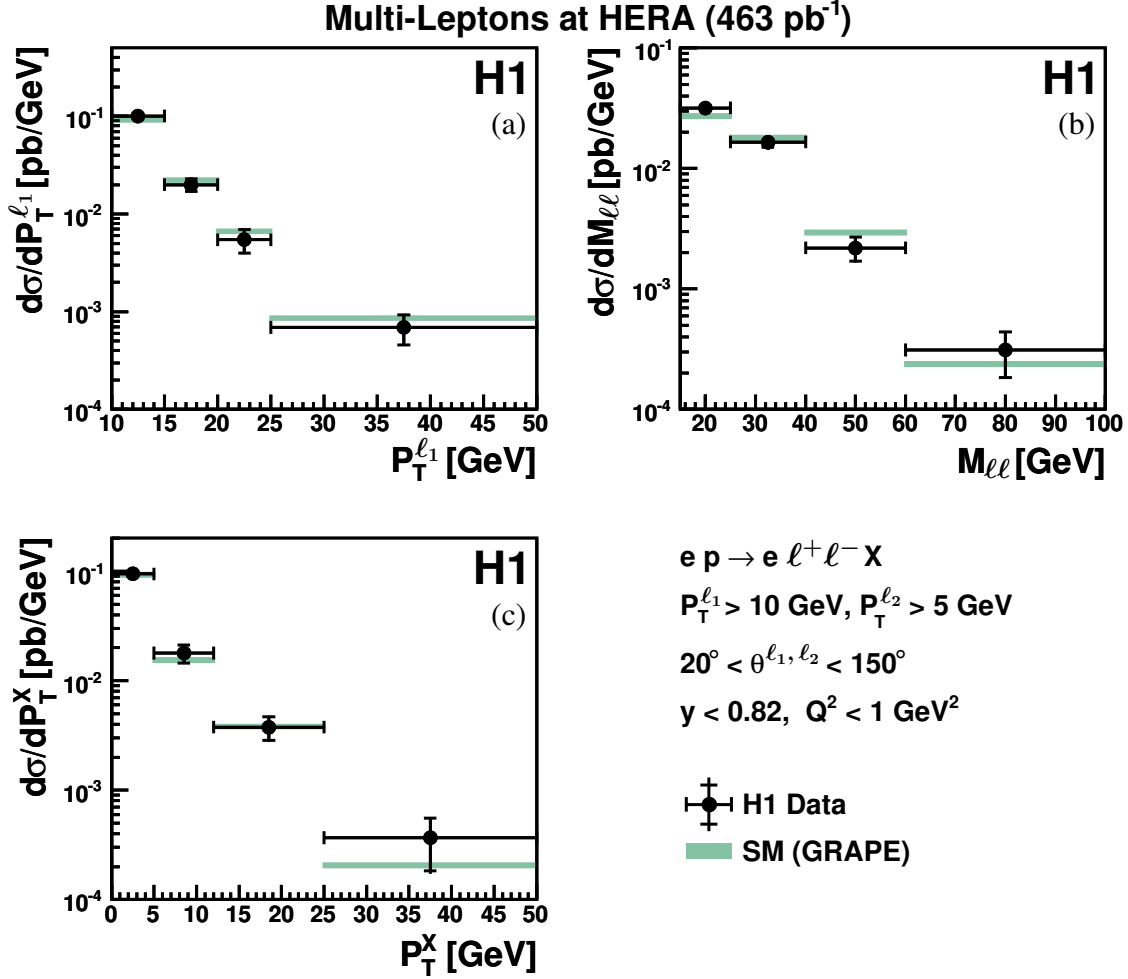 Multi-Leptons at HERA (463 pb⁻¹)
dσ/dP_T^ℓ₁ [pb/GeV]
H1
(a)
10⁻¹
10⁻²
10⁻³
10⁻⁴
10 15 20 25 30 35 40 45 50
P_T^ℓ₁ [GeV]
dσ/dM_ℓℓ [pb/GeV]
H1
(b)
10⁻¹
10⁻²
10⁻³
10⁻⁴
20 30 40 50 60 70 80 90 100
M_ℓℓ [GeV]
dσ/dP_T^X [pb/GeV]
H1
(c)
10⁻¹
10⁻²
10⁻³
10⁻⁴
0 5 10 15 20 25 30 35 40 45 50
P_T^X [GeV]
e p → e ℓ⁺ℓ⁻ X
P_T^ℓ₁ > 10 GeV, P_T^ℓ₂ > 5 GeV
20° < θ^ℓ₁, ℓ₂ < 150°
y < 0.82, Q² < 1 GeV²
H1 Data
SM (GRAPE)